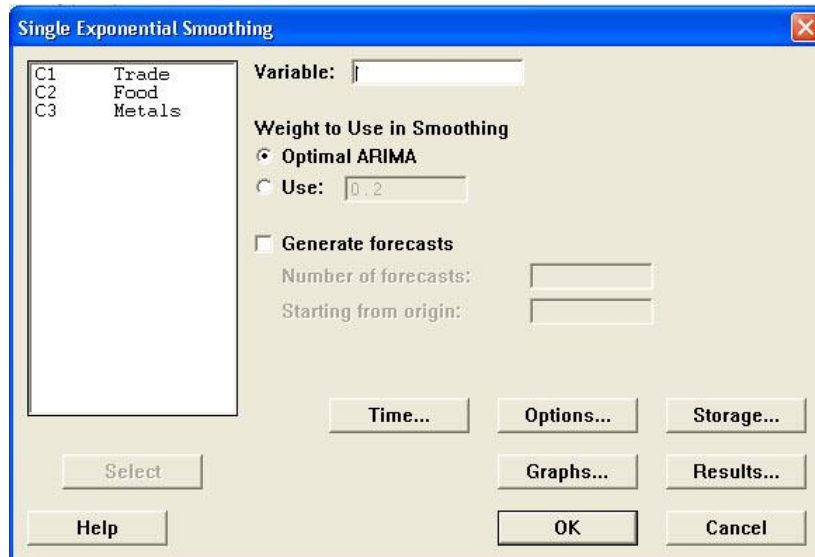 Single Exponential Smoothing
C1 Trade
C2 Food
C3 Metals
Variable:
Weight to Use in Smoothing
Optimal ARIMA
Use: 0.2
Generate forecasts
Number of forecasts:
Starting from origin:
Time... Options... Storage...
Select Graphs... Results...
Help OK Cancel